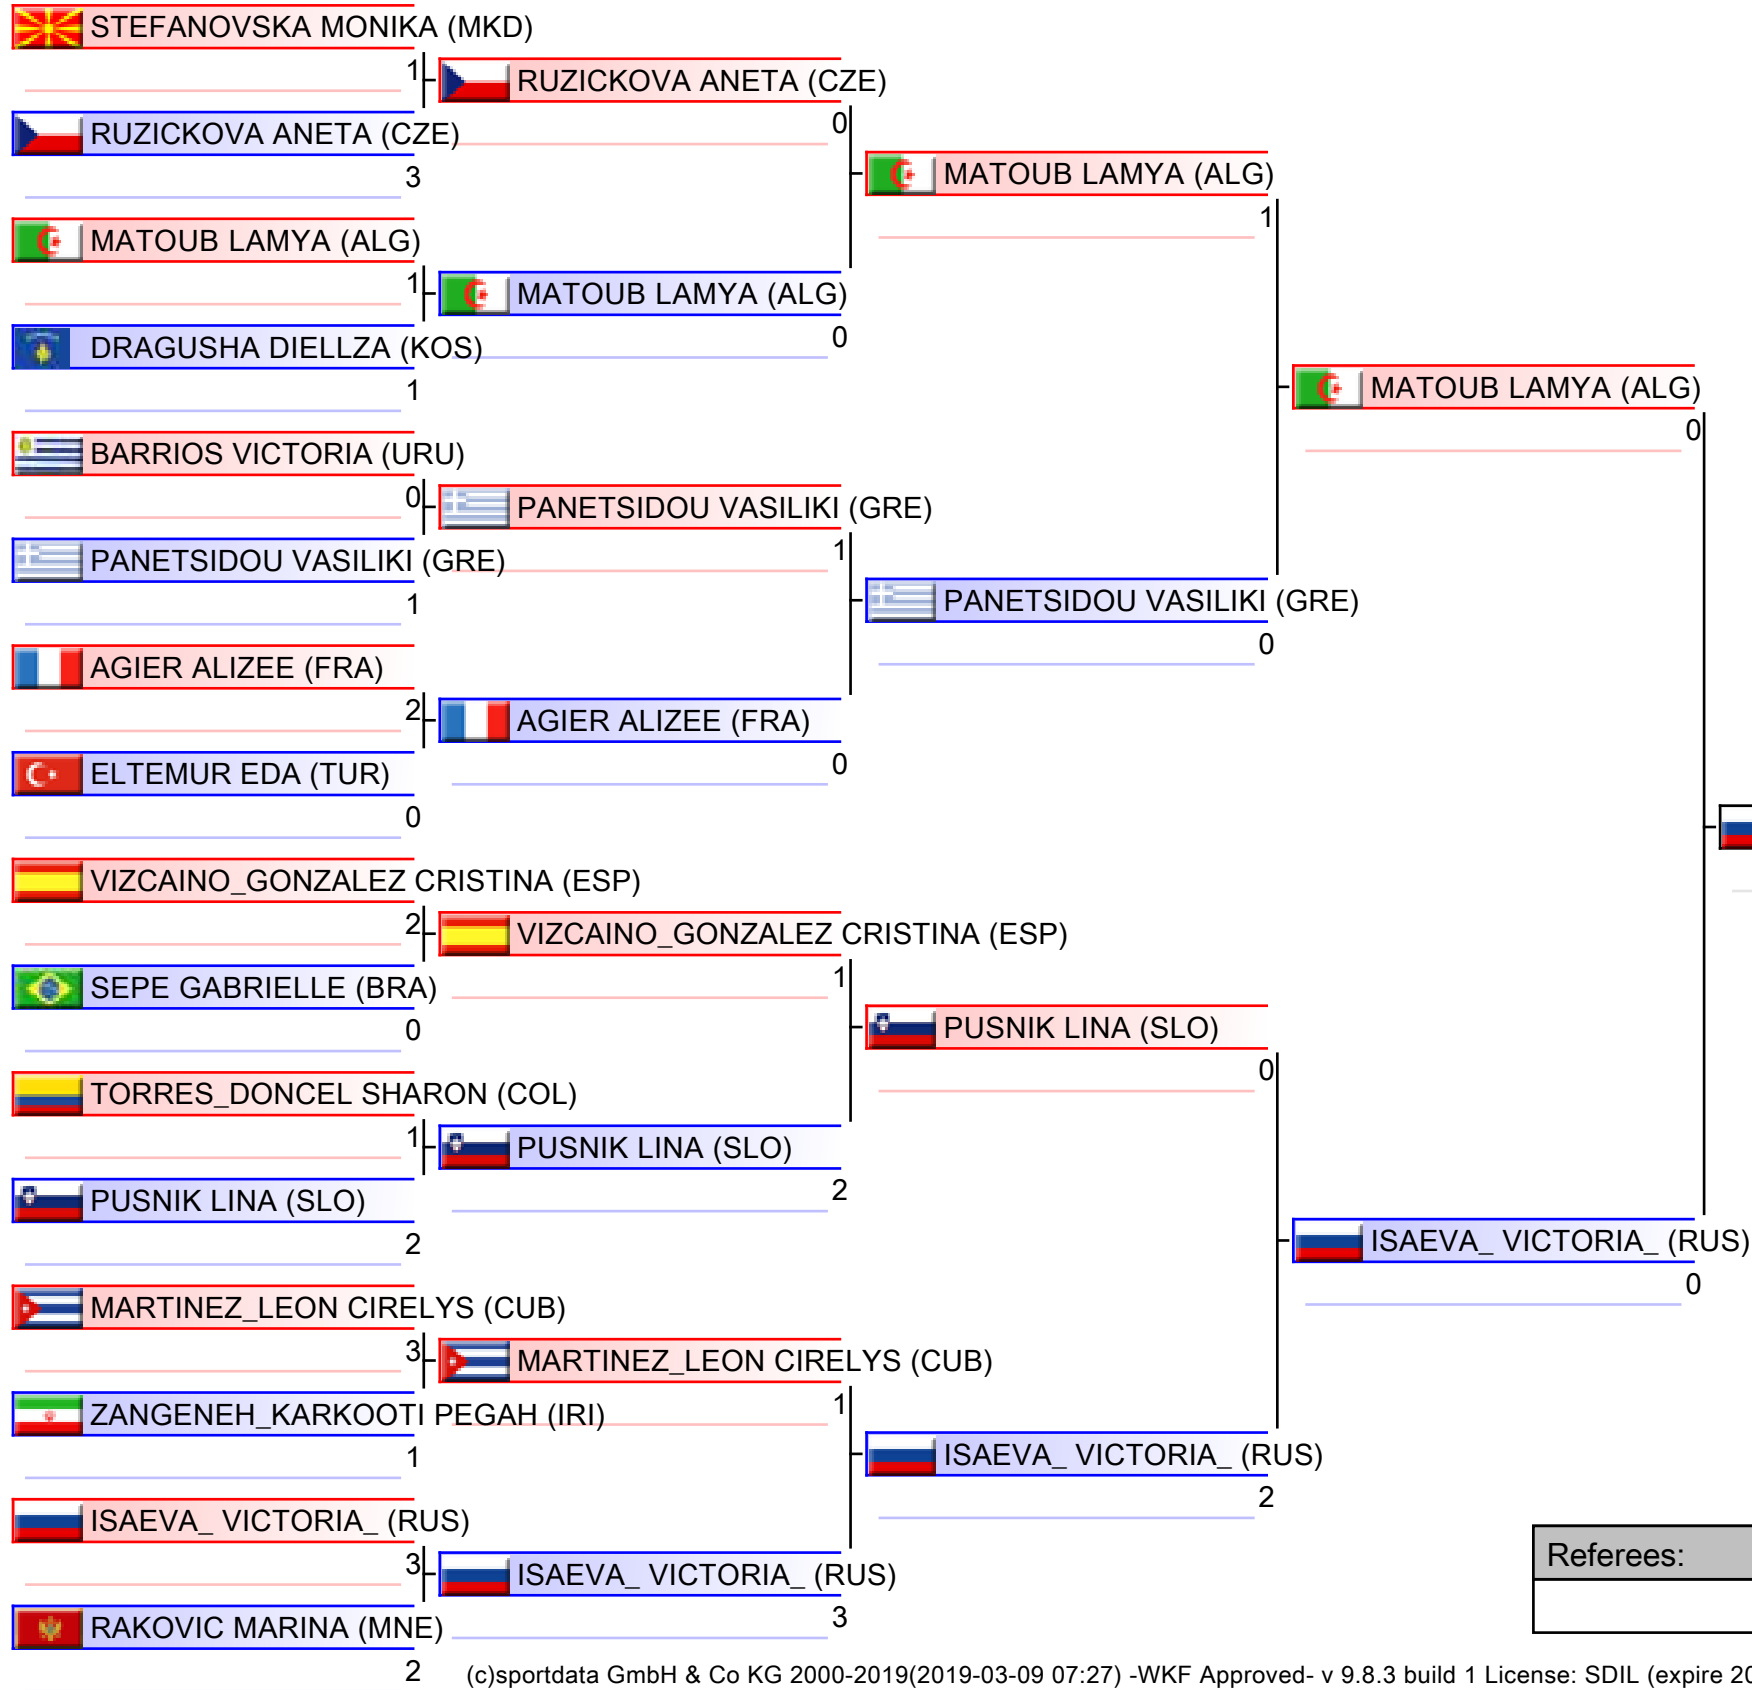 STEFANOVSKA MONIKA (MKD)
1
RUZICKOVA ANETA (CZE)
3
MATOUB LAMYA (ALG)
1
DRAGUSHA DIELLZA (KOS)
1
BARRIOS VICTORIA (URU)
0
PANETSIDOU VASILIKI (GRE)
1
AGIER ALIZEE (FRA)
2
ELTEMUR EDA (TUR)
0
VIZCAINO_GONZALEZ CRISTINA (ESP)
2
SEPE GABRIELLE (BRA)
0
TORRES_DONCEL SHARON (COL)
1
PUSNIK LINA (SLO)
2
MARTINEZ_LEON CIRELYS (CUB)
3
ZANGENEH_KARKOOTI PEGAH (IRI)
1
ISAEVA_ VICTORIA_ (RUS)
3
RAKOVIC MARINA (MNE)
2
RUZICKOVA ANETA (CZE)
0
MATOUB LAMYA (ALG)
0
PANETSIDOU VASILIKI (GRE)
1
AGIER ALIZEE (FRA)
0
VIZCAINO_GONZALEZ CRISTINA (ESP)
1
PUSNIK LINA (SLO)
2
MARTINEZ_LEON CIRELYS (CUB)
1
ISAEVA_ VICTORIA_ (RUS)
3
MATOUB LAMYA (ALG)
1
PANETSIDOU VASILIKI (GRE)
0
PUSNIK LINA (SLO)
0
ISAEVA_ VICTORIA_ (RUS)
2
MATOUB LAMYA (ALG)
0
ISAEVA_ VICTORIA_ (RUS)
0
Referees:
(c)sportdata GmbH & Co KG 2000-2019(2019-03-09 07:27) -WKF Approved- v 9.8.3 build 1 License: SDIL (expire 20